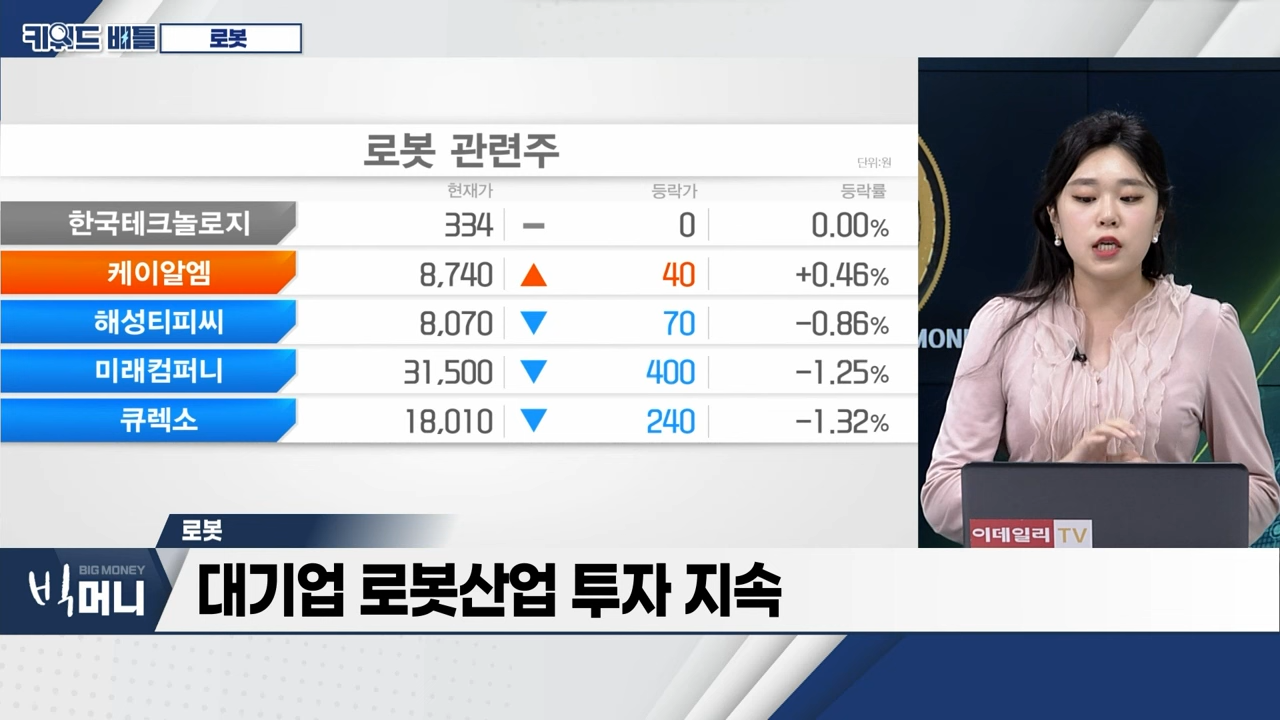 키워드 배틀 로봇
로봇 관련주
단위:원
현재가 등락가 등락률
한국테크놀로지 334 - 0 0.00%
케이알엠 8,740 ▲ 40 +0.46%
해성티피씨 8,070 ▼ 70 -0.86%
미래컴퍼니 31,500 ▼ 400 -1.25%
큐렉소 18,010 ▼ 240 -1.32%
MON
이데일리 TV
로봇
BIG MONEY
빅머니
대기업 로봇산업 투자 지속